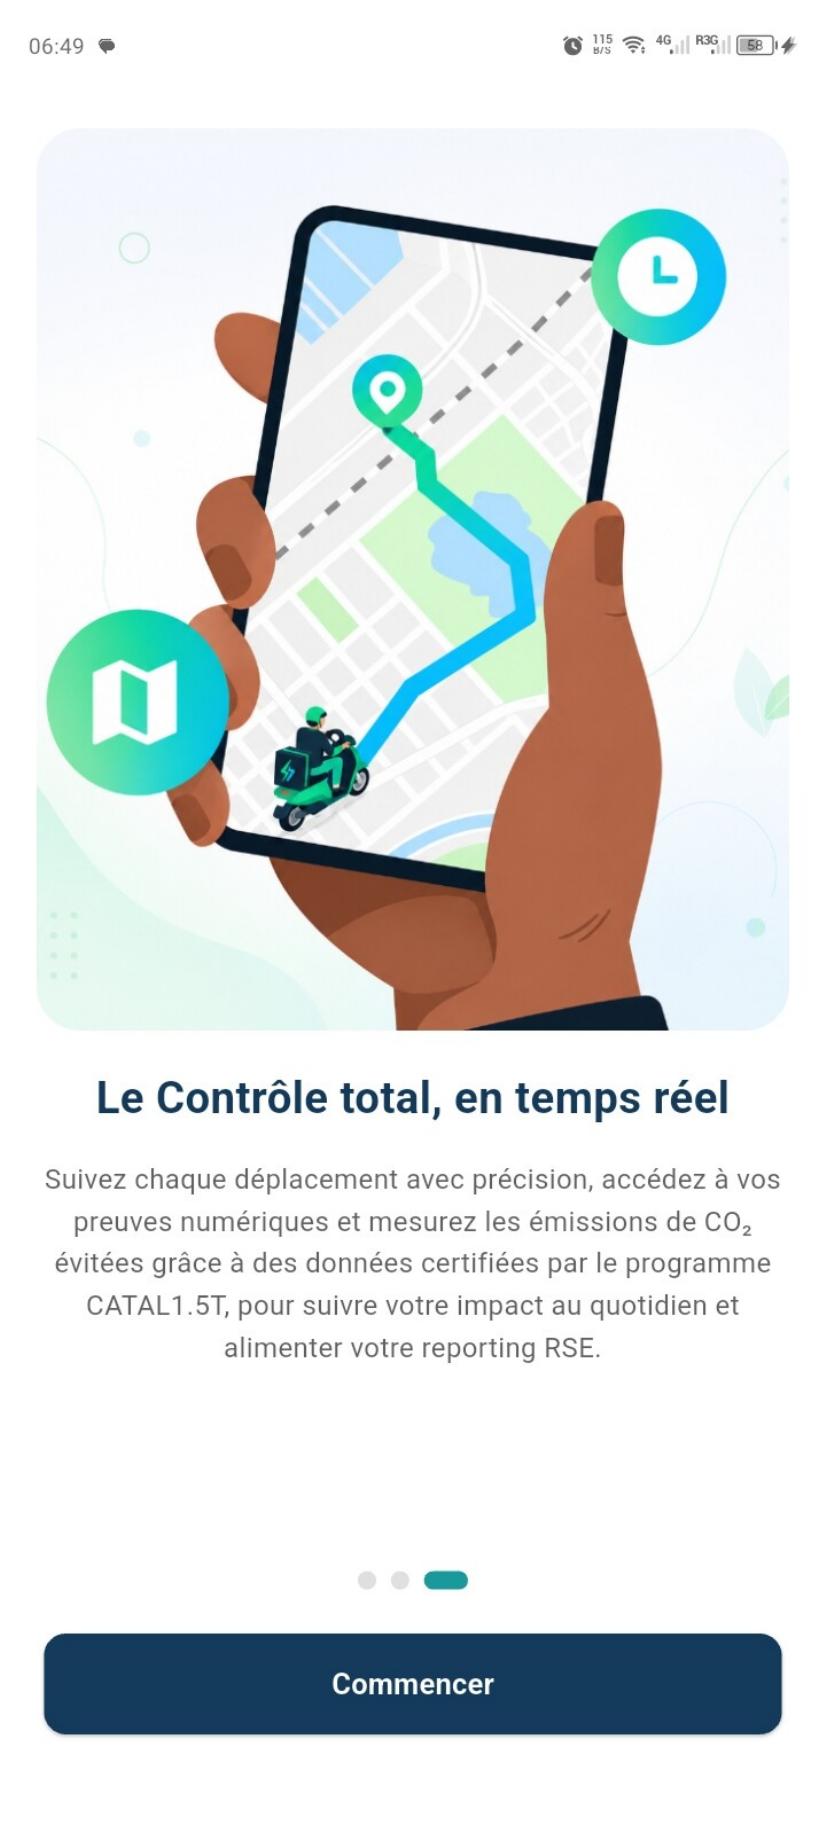 06:49
115
B/S
4G
R3G
58
Le Contrôle total, en temps réel
Suivez chaque déplacement avec précision, accédez à vos
preuves numériques et mesurez les émissions de CO₂
évitées grâce à des données certifiées par le programme
CATAL1.5T, pour suivre votre impact au quotidien et
alimenter votre reporting RSE.
Commencer